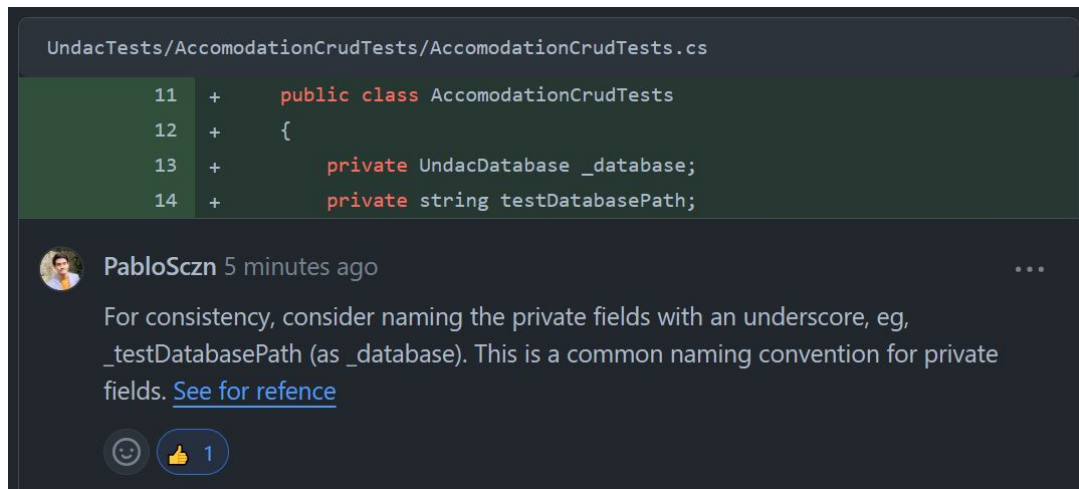 UndacTests/AccomodationCrudTests/AccomodationCrudTests.cs
11 + public class AccomodationCrudTests
12 + {
13 + private UndacDatabase _database;
14 + private string testDatabasePath;
PabloSczn 5 minutes ago
For consistency, consider naming the private fields with an underscore, eg,
_testDatabasePath (as _database). This is a common naming convention for private
fields. See for refence
👍 1